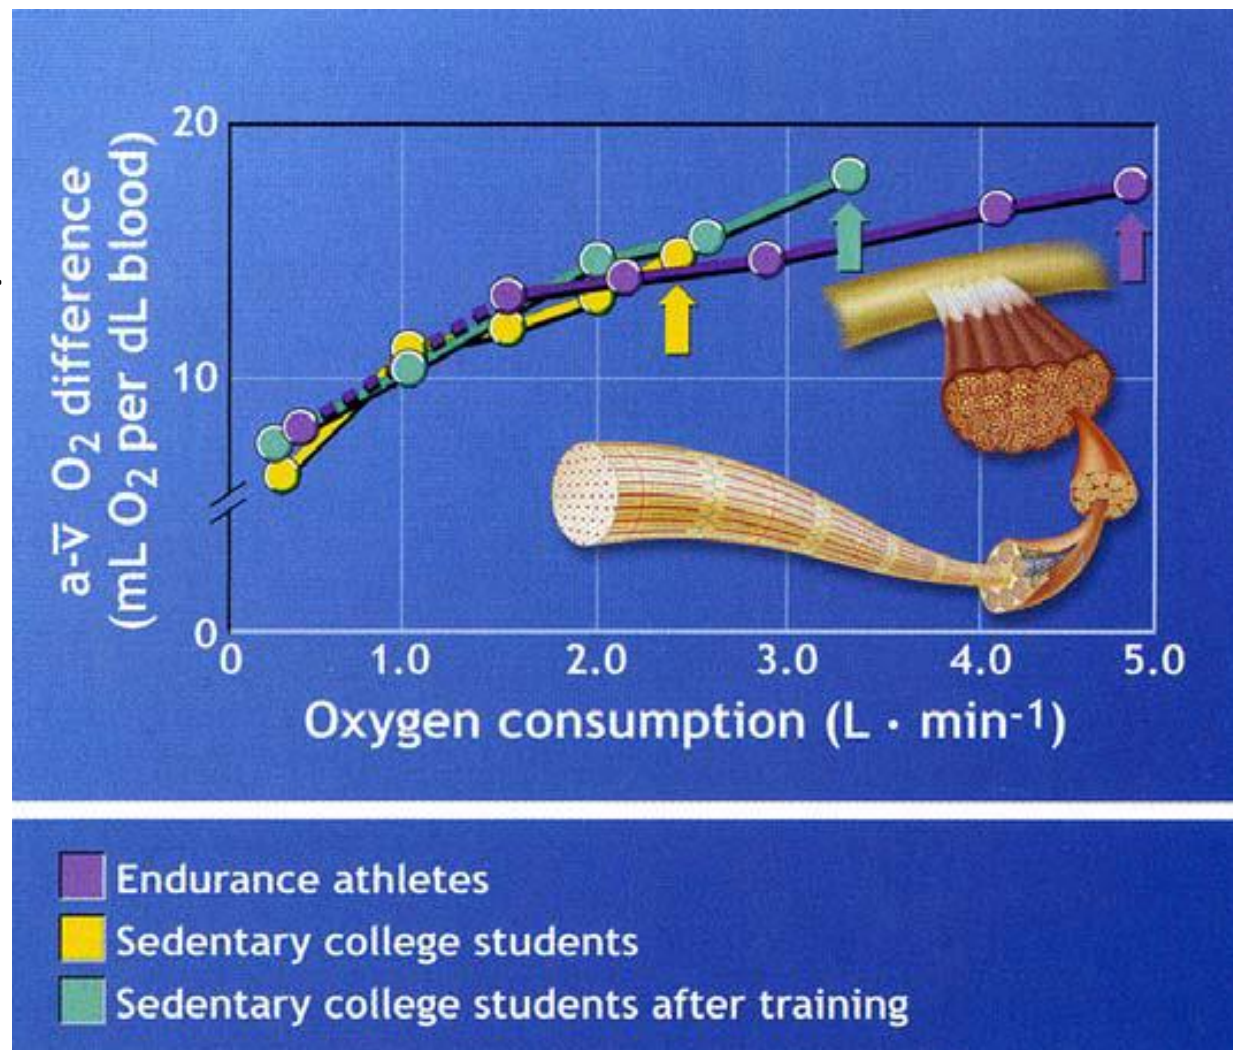 20
10
0
a-v̅ O₂ difference
(mL O₂ per dL blood)
0 1.0 2.0 3.0 4.0 5.0
Oxygen consumption (L · min⁻¹)
Endurance athletes
Sedentary college students
Sedentary college students after training